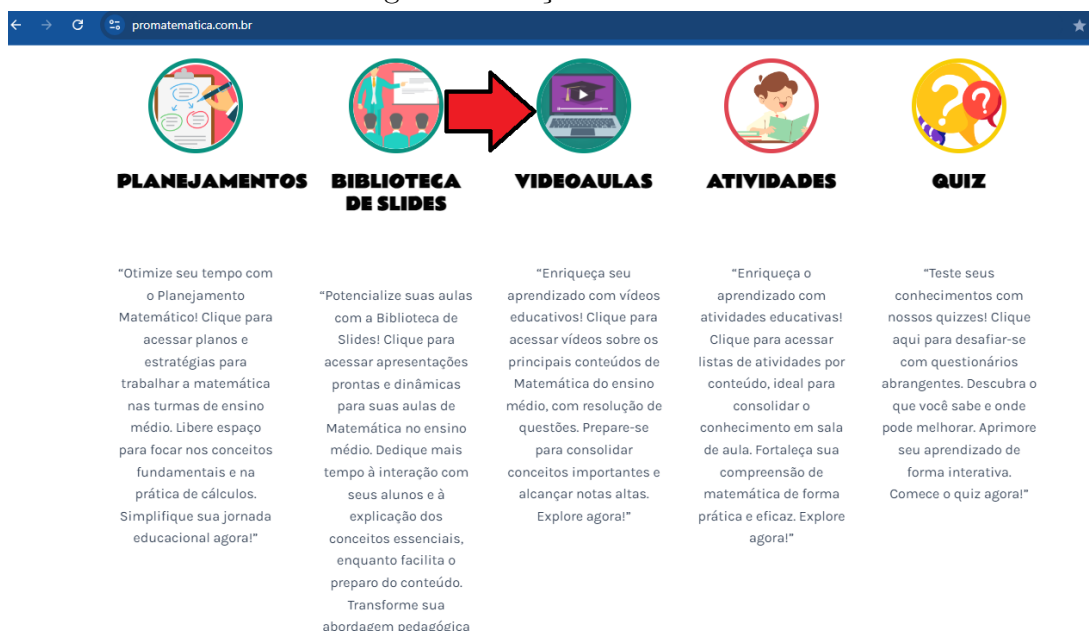 promatematica.com.br
PLANEJAMENTOS
“Otimize seu tempo com
o Planejamento
Matemático! Clique para
acessar planos e
estratégias para
trabalhar a matemática
nas turmas de ensino
médio. Libere espaço
para focar nos conceitos
fundamentais e na
prática de cálculos.
Simplifique sua jornada
educacional agora!”
BIBLIOTECA
DE SLIDES
“Potencialize suas aulas
com a Biblioteca de
Slides! Clique para
acessar apresentações
prontas e dinâmicas
para suas aulas de
Matemática no ensino
médio. Dedique mais
tempo à interação com
seus alunos e à
explicação dos
conceitos essenciais,
enquanto facilita o
preparo do conteúdo.
Transforme sua
abordagem pedagógica
VIDEOAULAS
“Enriqueça seu
aprendizado com vídeos
educativos! Clique para
acessar vídeos sobre os
principais conteúdos de
Matemática do ensino
médio, com resolução de
questões. Prepare-se
para consolidar
conceitos importantes e
alcançar notas altas.
Explore agora!”
ATIVIDADES
“Enriqueça o
aprendizado com
atividades educativas!
Clique para acessar
listas de atividades por
conteúdo, ideal para
consolidar o
conhecimento em sala
de aula. Fortaleça sua
compreensão de
matemática de forma
prática e eficaz. Explore
agora!”
QUIZ
“Teste seus
conhecimentos com
nossos quizzes! Clique
aqui para desafiar-se
com questionários
abrangentes. Descubra o
que você sabe e onde
pode melhorar. Aprimore
seu aprendizado de
forma interativa.
Comece o quiz agora!”